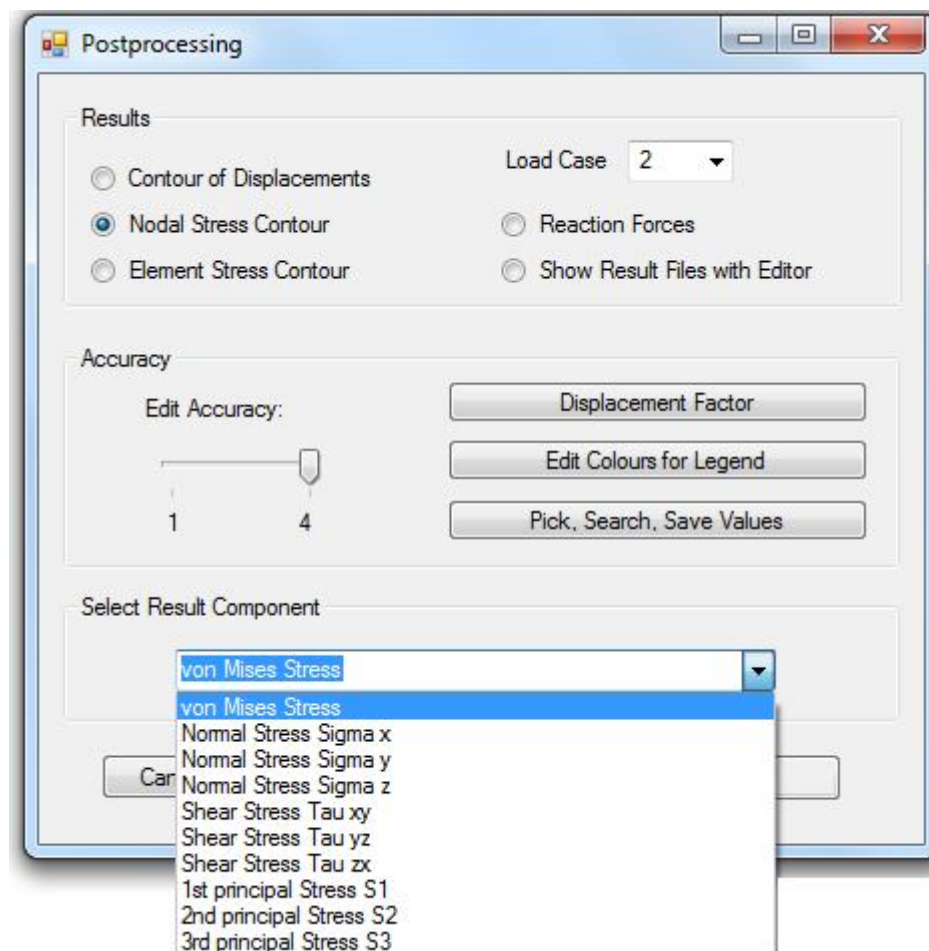 Postprocessing
Results
Contour of Displacements
Load Case 2
Nodal Stress Contour
Reaction Forces
Element Stress Contour
Show Result Files with Editor
Accuracy
Edit Accuracy:
Displacement Factor
Edit Colours for Legend
1 4
Pick, Search, Save Values
Select Result Component
von Mises Stress
von Mises Stress
Normal Stress Sigma x
Normal Stress Sigma y
Normal Stress Sigma z
Shear Stress Tau xy
Shear Stress Tau yz
Shear Stress Tau zx
1st principal Stress S1
2nd principal Stress S2
3rd principal Stress S3